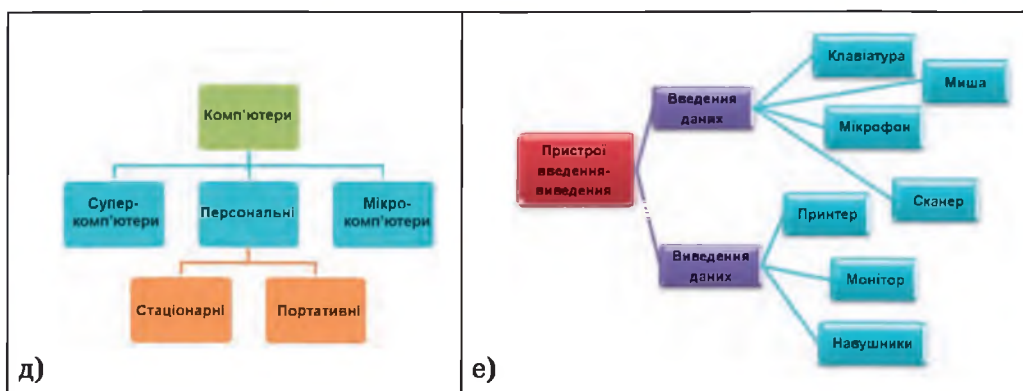 Комп'ютери
Супер-
комп'ютери
Персональні
Мікро-
комп'ютери
Стаціонарні
Портативні
д)
Пристрої
введення-
виведення
Введення
даних
Клавіатура
Миша
Мікрофон
Сканер
Виведення
даних
Принтер
Монітор
Навушники
е)